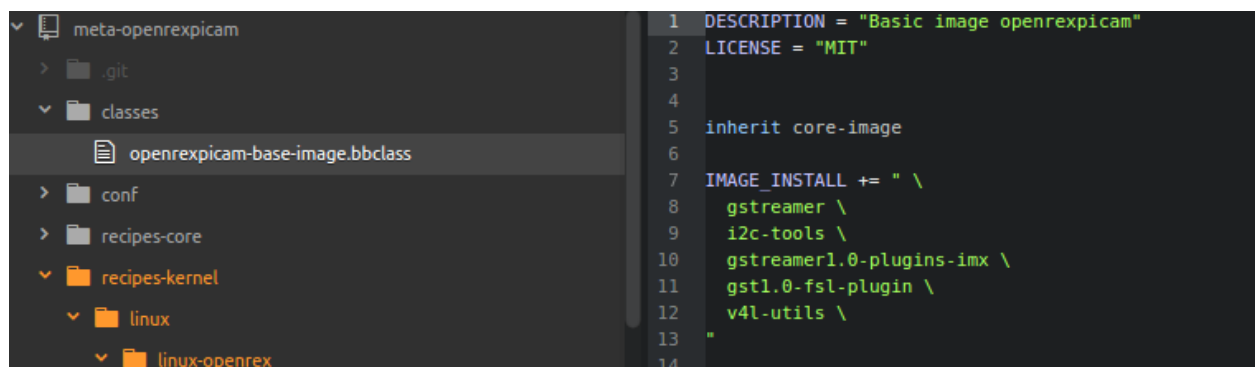 meta-openrexpicam
.git
classes
openrexpicam-base-image.bbclass
conf
recipes-core
recipes-kernel
linux
linux-openrex
1 DESCRIPTION = "Basic image openrexpicam"
2 LICENSE = "MIT"
3
4
5 inherit core-image
6
7 IMAGE_INSTALL += " \
8 gstreamer \
9 i2c-tools \
10 gstreamer1.0-plugins-imx \
11 gst1.0-fsl-plugin \
12 v4l-utils \
13 "
14